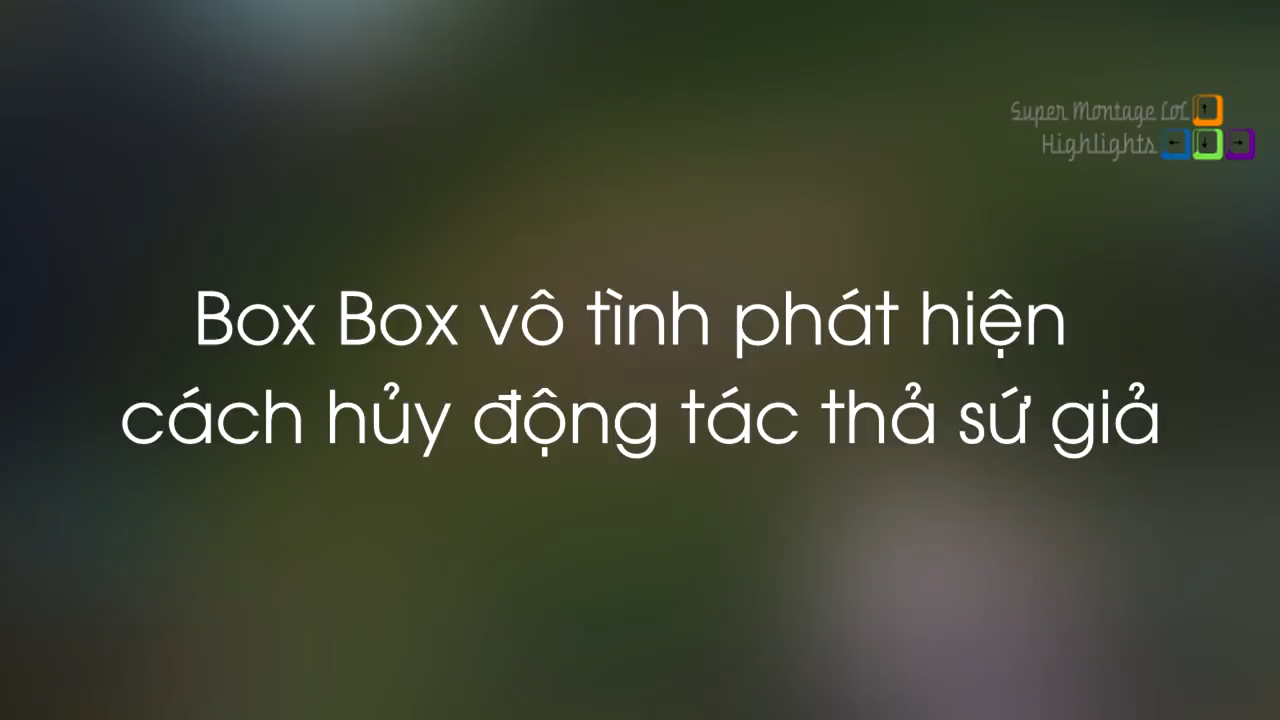 Super Montage LoL
Highlights
Box Box vô tình phát hiện
cách hủy động tác thả sứ giả